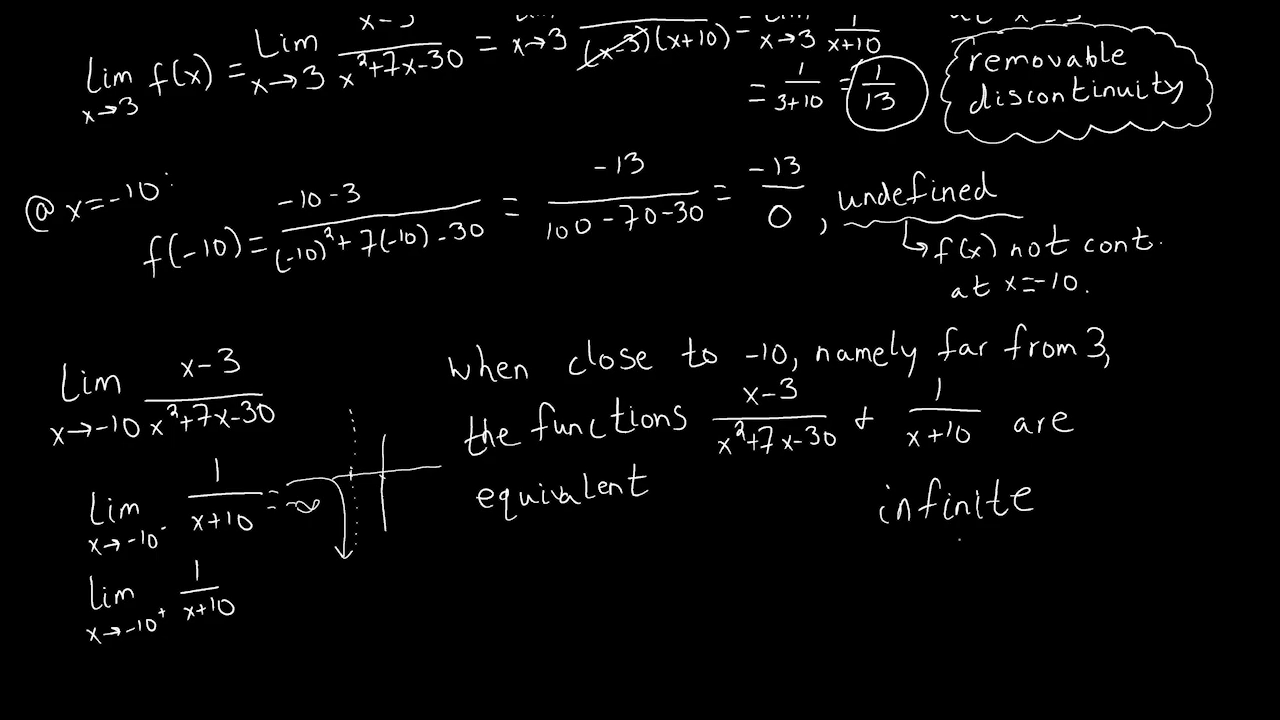 lim x→3 f(x) = Lim x→3 x-3/x²+7x-30 = x→3 /(x-3)(x+10) = x→3 1/x+10
= 1/3+10 = 1/13
removable
discontinuity
@ x=-10:
f(-10) = -10-3/(-10)²+7(-10)-30 = -13/100-70-30 = -13/0, undefined
↳ f(x) not cont.
at x=-10.
Lim x→-10 x-3/x²+7x-30
when close to -10, namely far from 3,
the functions x-3/x²+7x-30 & 1/x+10 are
equivalent
infinite
Lim x→-10⁻ 1/x+10 = -∞
Lim x→-10⁺ 1/x+10